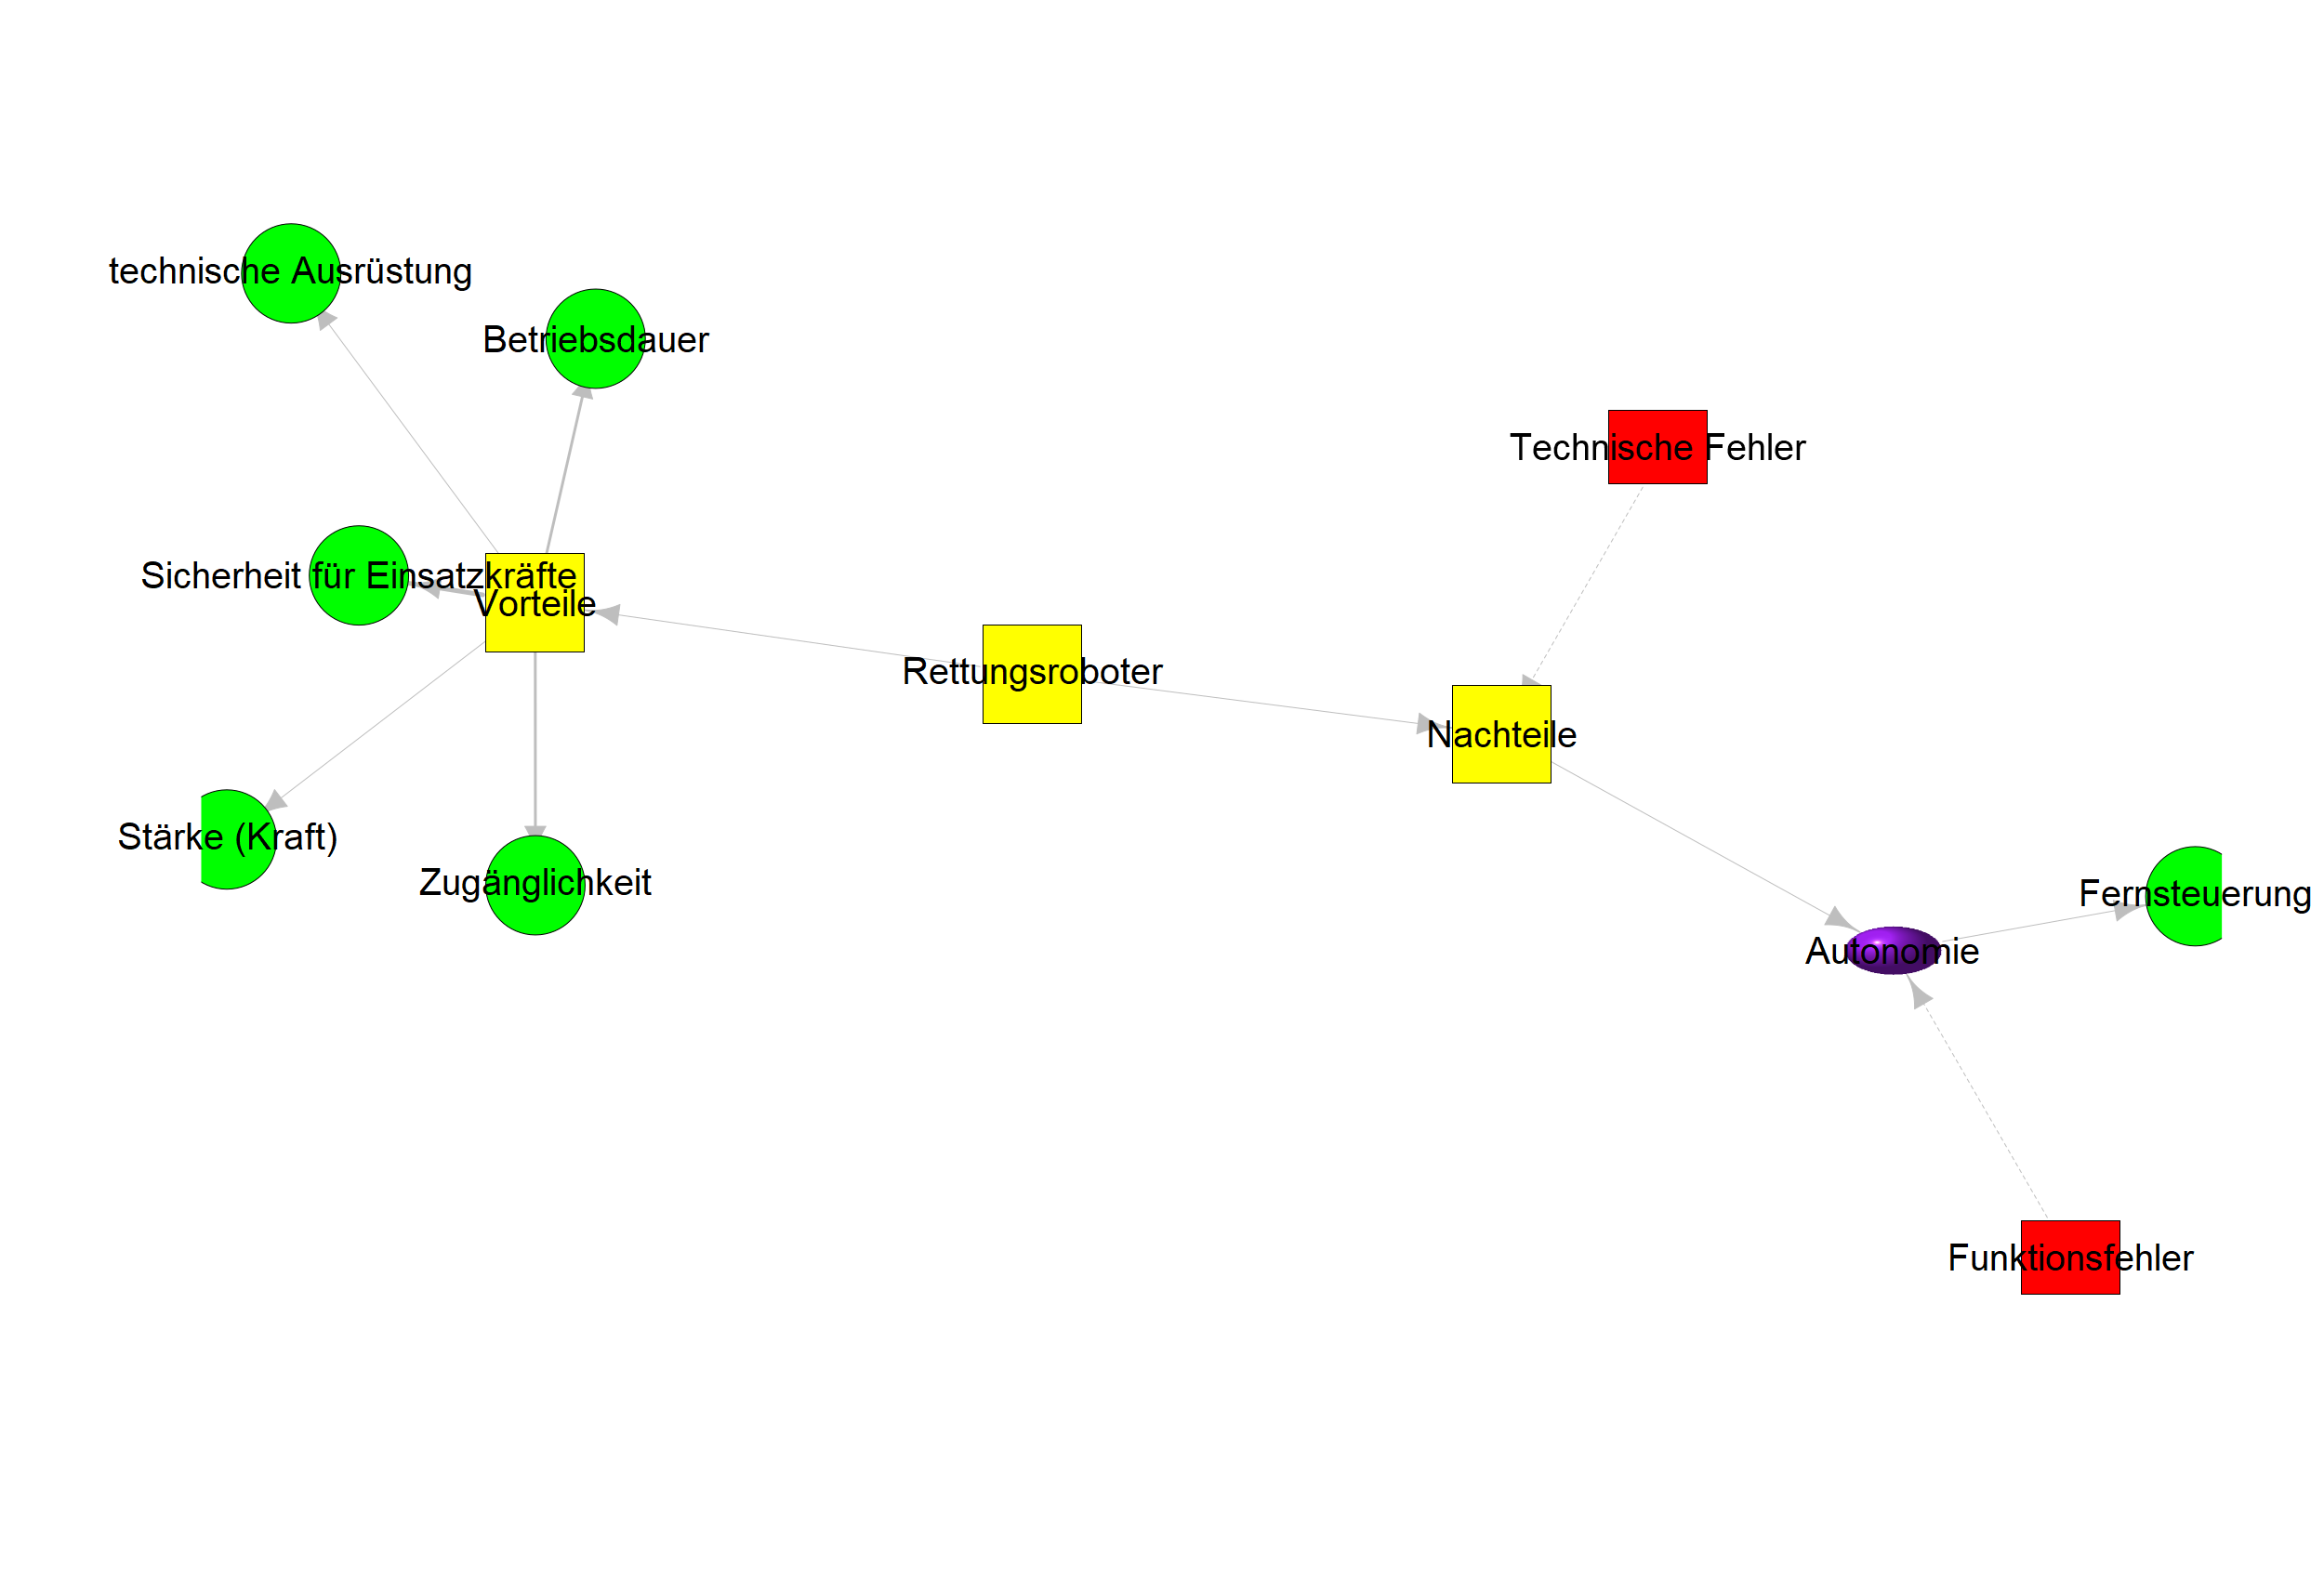 technische Ausrüstung
Betriebsdauer
Technische Fehler
Sicherheit für Einsatzkräfte
Vorteile
Rettungsroboter
Nachteile
Stärke (Kraft)
Zugänglichkeit
Fernsteuerung
Autonomie
Funktionsfehler